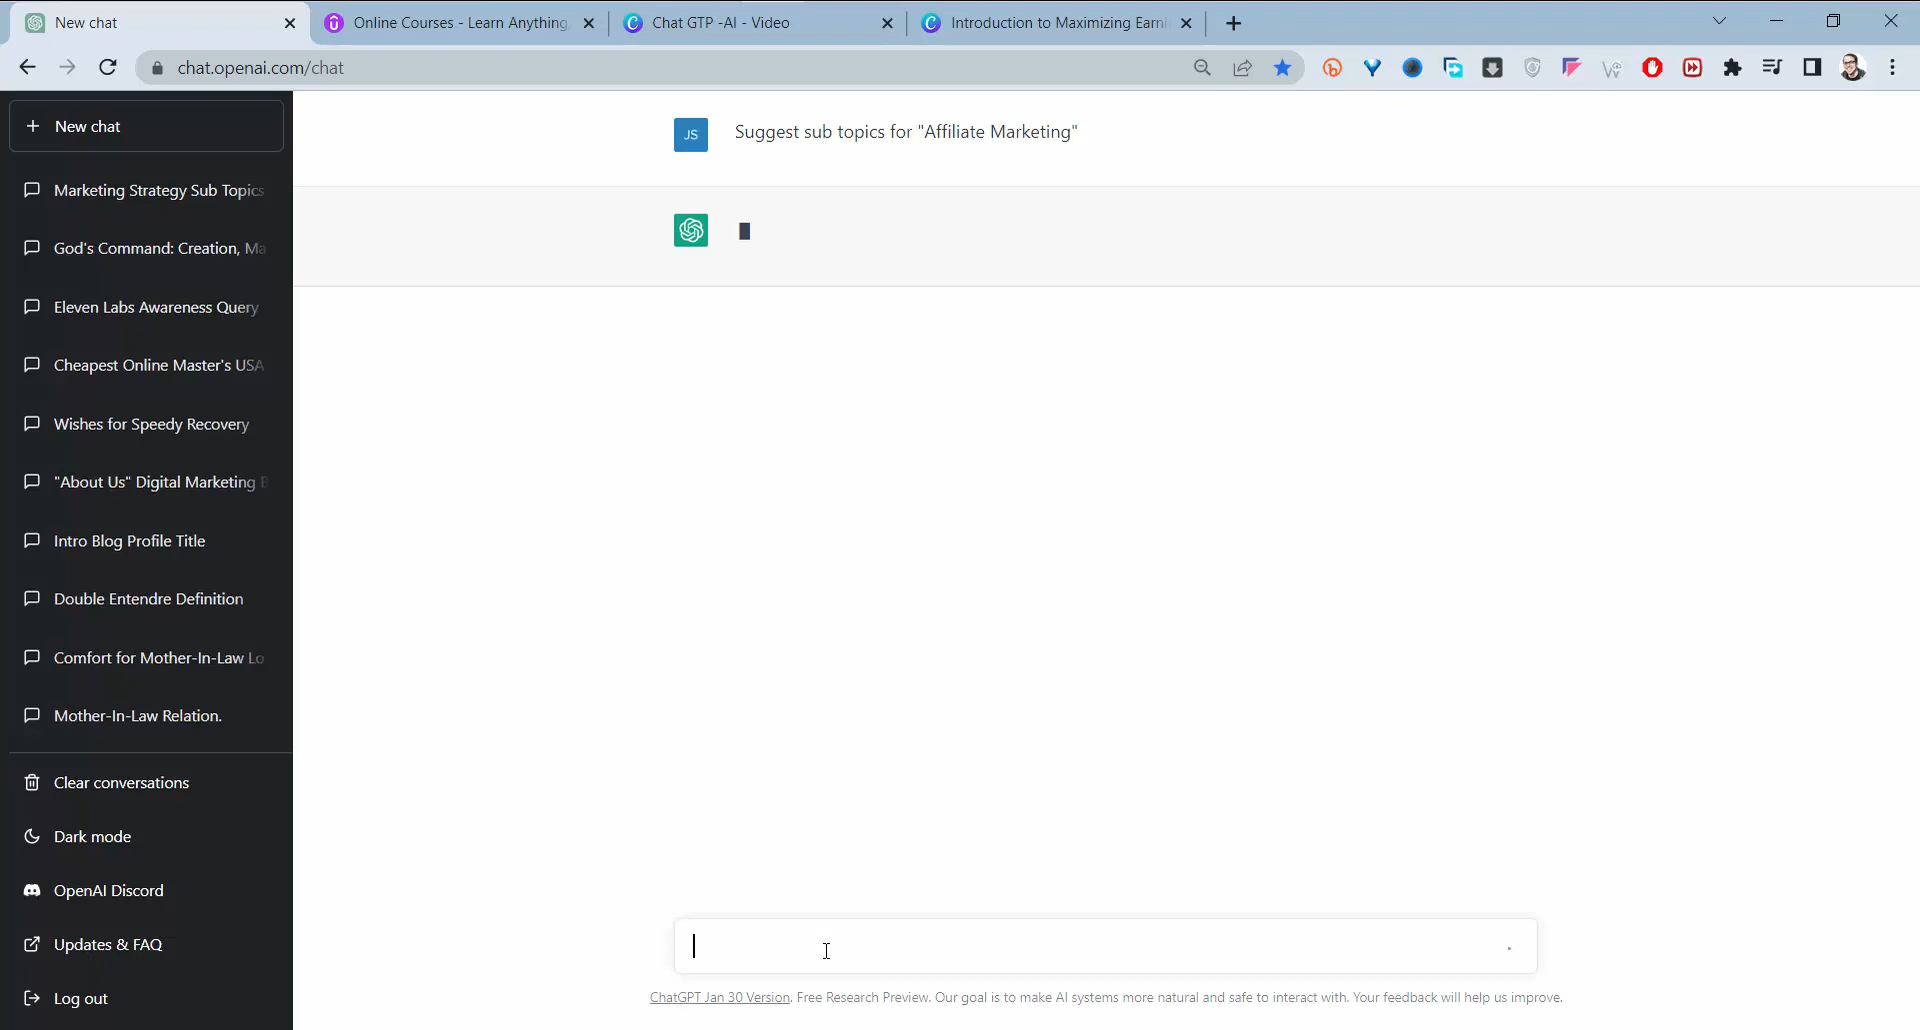 New chat
Online Courses - Learn Anything,
Chat GTP -AI - Video
Introduction to Maximizing Earni
chat.openai.com/chat
New chat
Marketing Strategy Sub Topics
God's Command: Creation, Ma
Eleven Labs Awareness Query
Cheapest Online Master's USA
Wishes for Speedy Recovery
"About Us" Digital Marketing B
Intro Blog Profile Title
Double Entendre Definition
Comfort for Mother-In-Law Lo
Mother-In-Law Relation.
Clear conversations
Dark mode
OpenAI Discord
Updates & FAQ
Log out
JS
Suggest sub topics for "Affiliate Marketing"
ChatGPT Jan 30 Version. Free Research Preview. Our goal is to make AI systems more natural and safe to interact with. Your feedback will help us improve.